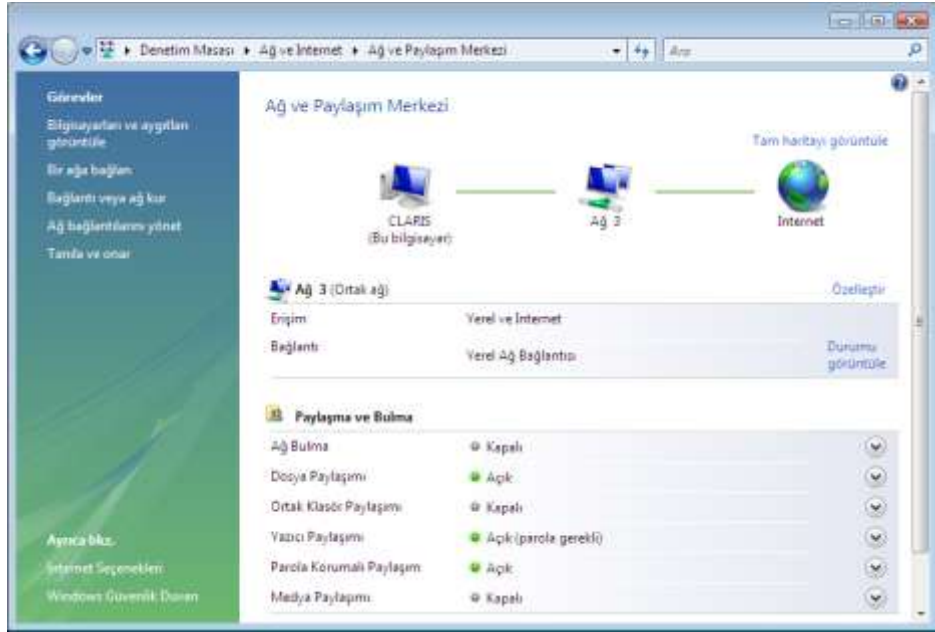 Denetim Masası ▸ Ağ ve Internet ▸ Ağ ve Paylaşım Merkezi
Ara
Görevler
Bilgisayarları ve aygıtları
görüntüle
Bir ağa bağlan
Bağlantı veya ağ kur
Ağ bağlantılarını yönet
Tanıla ve onar
Ayrıca bkz.
Internet Seçenekleri
Windows Güvenlik Duvarı
Ağ ve Paylaşım Merkezi
Tam haritayı görüntüle
CLARIS
(Bu bilgisayar)
Ağ 3
Internet
Ağ 3 (Ortak ağ)
Özelleştir
Erişim
Yerel ve Internet
Bağlantı
Yerel Ağ Bağlantısı
Durumu
görüntüle
Paylaşma ve Bulma
Ağ Bulma
Kapalı
Dosya Paylaşımı
Açık
Ortak Klasör Paylaşımı
Kapalı
Yazıcı Paylaşımı
Açık (parola gerekli)
Parola Korumalı Paylaşım
Açık
Medya Paylaşımı
Kapalı